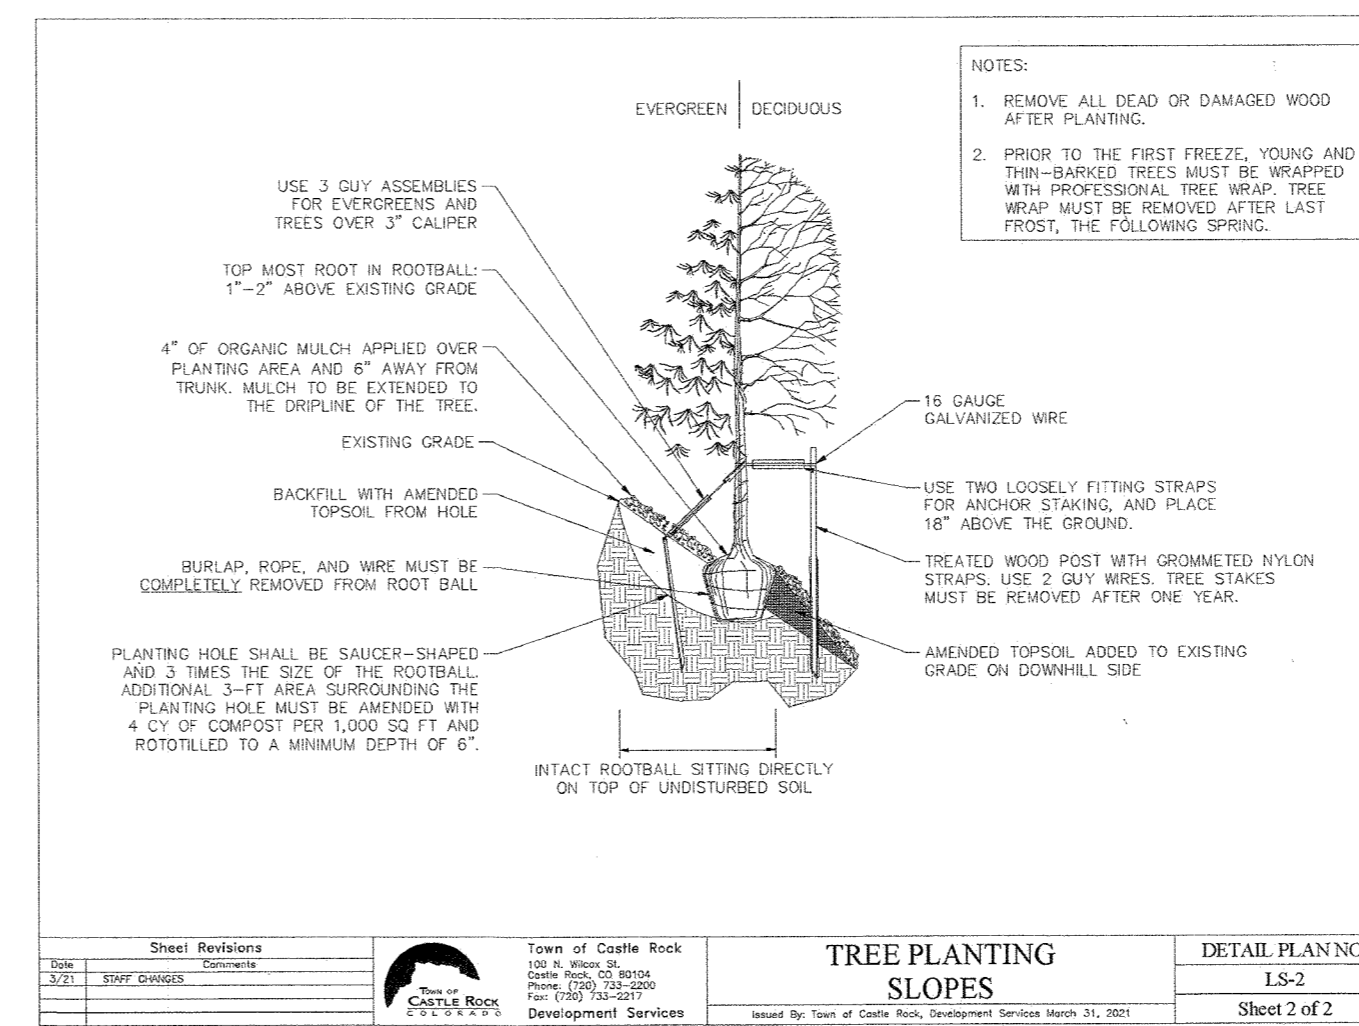 EVERGREEN DECIDUOUS
NOTES:
1. REMOVE ALL DEAD OR DAMAGED WOOD
AFTER PLANTING.
2. PRIOR TO THE FIRST FREEZE, YOUNG AND
THIN-BARKED TREES MUST BE WRAPPED
WITH PROFESSIONAL TREE WRAP. TREE
WRAP MUST BE REMOVED AFTER LAST
FROST, THE FOLLOWING SPRING.
USE 3 GUY ASSEMBLIES
FOR EVERGREENS AND
TREES OVER 3" CALIPER
TOP MOST ROOT IN ROOTBALL:
1"-2" ABOVE EXISTING GRADE
4" OF ORGANIC MULCH APPLIED OVER
PLANTING AREA AND 6" AWAY FROM
TRUNK. MULCH TO BE EXTENDED TO
THE DRIPLINE OF THE TREE.
EXISTING GRADE
BACKFILL WITH AMENDED
TOPSOIL FROM HOLE
BURLAP, ROPE, AND WIRE MUST BE
COMPLETELY REMOVED FROM ROOT BALL
PLANTING HOLE SHALL BE SAUCER-SHAPED
AND 3 TIMES THE SIZE OF THE ROOTBALL.
ADDITIONAL 3-FT AREA SURROUNDING THE
PLANTING HOLE MUST BE AMENDED WITH
4 CY OF COMPOST PER 1,000 SQ FT AND
ROTOTILLED TO A MINIMUM DEPTH OF 6".
16 GAUGE
GALVANIZED WIRE
USE TWO LOOSELY FITTING STRAPS
FOR ANCHOR STAKING, AND PLACE
18" ABOVE THE GROUND.
TREATED WOOD POST WITH GROMMETED NYLON
STRAPS. USE 2 GUY WIRES. TREE STAKES
MUST BE REMOVED AFTER ONE YEAR.
AMENDED TOPSOIL ADDED TO EXISTING
GRADE ON DOWNHILL SIDE
INTACT ROOTBALL SITTING DIRECTLY
ON TOP OF UNDISTURBED SOIL
Sheet Revisions
Date Comments
3/21 STAFF CHANGES
TOWN OF
CASTLE ROCK
COLORADO
Town of Castle Rock
100 N. Wilcox St.
Castle Rock, CO 80104
Phone: (720) 733-2200
Fax: (720) 733-2217
Development Services
TREE PLANTING
SLOPES
Issued By: Town of Castle Rock, Development Services March 31, 2021
DETAIL PLAN NO
LS-2
Sheet 2 of 2